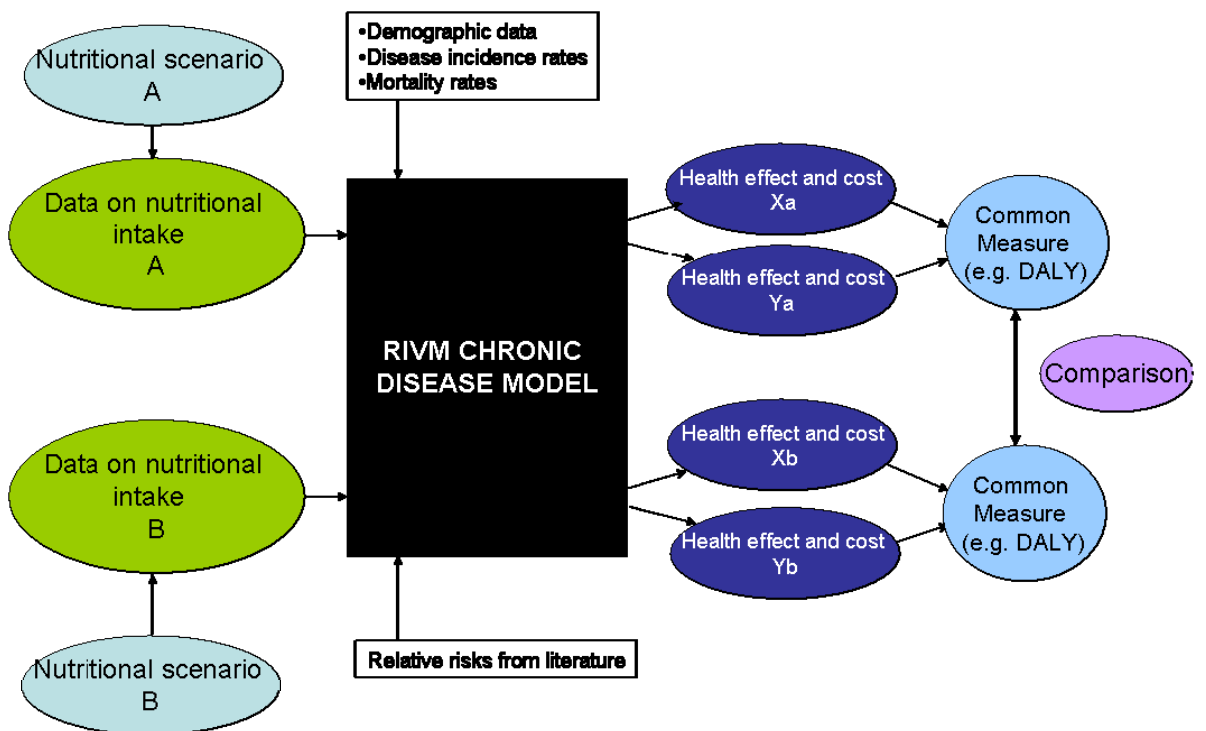 Nutritional scenario
A
•Demographic data
•Disease incidence rates
•Mortality rates
Data on nutritional
intake
A
Health effect and cost
Xa
Health effect and cost
Ya
Common
Measure
(e.g. DALY)
RIVM CHRONIC
DISEASE MODEL
Comparison
Data on nutritional
intake
B
Health effect and cost
Xb
Health effect and cost
Yb
Common
Measure
(e.g. DALY)
Nutritional scenario
B
Relative risks from literature